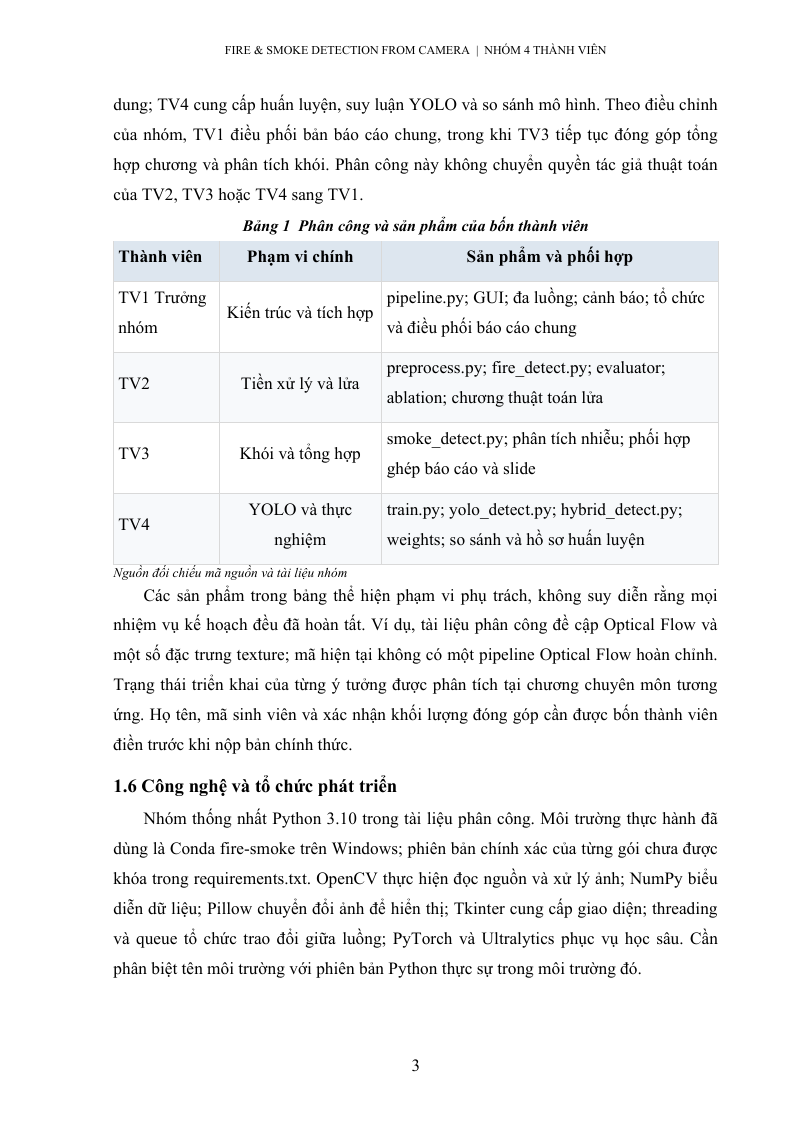 FIRE & SMOKE DETECTION FROM CAMERA | NHÓM 4 THÀNH VIÊN
dung; TV4 cung cấp huấn luyện, suy luận YOLO và so sánh mô hình. Theo điều chỉnh
của nhóm, TV1 điều phối bản báo cáo chung, trong khi TV3 tiếp tục đóng góp tổng
hợp chương và phân tích khói. Phân công này không chuyển quyền tác giả thuật toán
của TV2, TV3 hoặc TV4 sang TV1.
Bảng 1 Phân công và sản phẩm của bốn thành viên
Thành viên
Phạm vi chính
Sản phẩm và phối hợp
TV1 Trưởng
nhóm
Kiến trúc và tích hợp
pipeline.py; GUI; đa luồng; cảnh báo; tổ chức
và điều phối báo cáo chung
TV2
Tiền xử lý và lửa
preprocess.py; fire_detect.py; evaluator;
ablation; chương thuật toán lửa
TV3
Khói và tổng hợp
smoke_detect.py; phân tích nhiễu; phối hợp
ghép báo cáo và slide
TV4
YOLO và thực
nghiệm
train.py; yolo_detect.py; hybrid_detect.py;
weights; so sánh và hồ sơ huấn luyện
Nguồn đối chiếu mã nguồn và tài liệu nhóm
Các sản phẩm trong bảng thể hiện phạm vi phụ trách, không suy diễn rằng mọi
nhiệm vụ kế hoạch đều đã hoàn tất. Ví dụ, tài liệu phân công đề cập Optical Flow và
một số đặc trưng texture; mã hiện tại không có một pipeline Optical Flow hoàn chỉnh.
Trạng thái triển khai của từng ý tưởng được phân tích tại chương chuyên môn tương
ứng. Họ tên, mã sinh viên và xác nhận khối lượng đóng góp cần được bốn thành viên
điền trước khi nộp bản chính thức.
1.6 Công nghệ và tổ chức phát triển
Nhóm thống nhất Python 3.10 trong tài liệu phân công. Môi trường thực hành đã
dùng là Conda fire-smoke trên Windows; phiên bản chính xác của từng gói chưa được
khóa trong requirements.txt. OpenCV thực hiện đọc nguồn và xử lý ảnh; NumPy biểu
diễn dữ liệu; Pillow chuyển đổi ảnh để hiển thị; Tkinter cung cấp giao diện; threading
và queue tổ chức trao đổi giữa luồng; PyTorch và Ultralytics phục vụ học sâu. Cần
phân biệt tên môi trường với phiên bản Python thực sự trong môi trường đó.
3